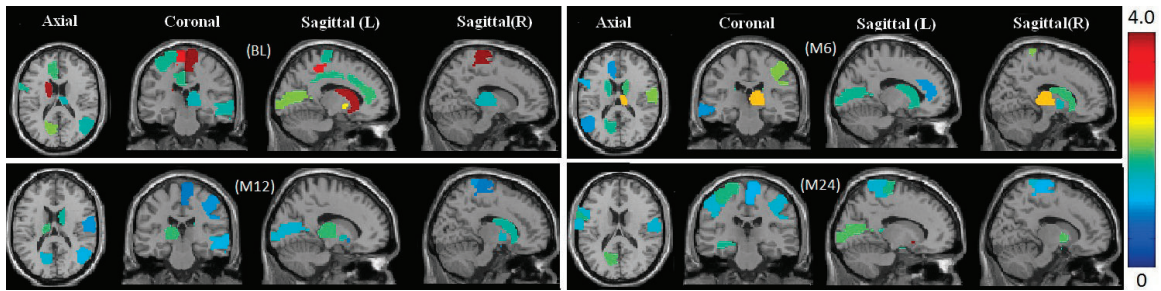 Axial Coronal Sagittal (L) Sagittal(R)
(BL)
Axial Coronal Sagittal (L) Sagittal(R)
(M6)
4.0
(M12)
(M24)
0